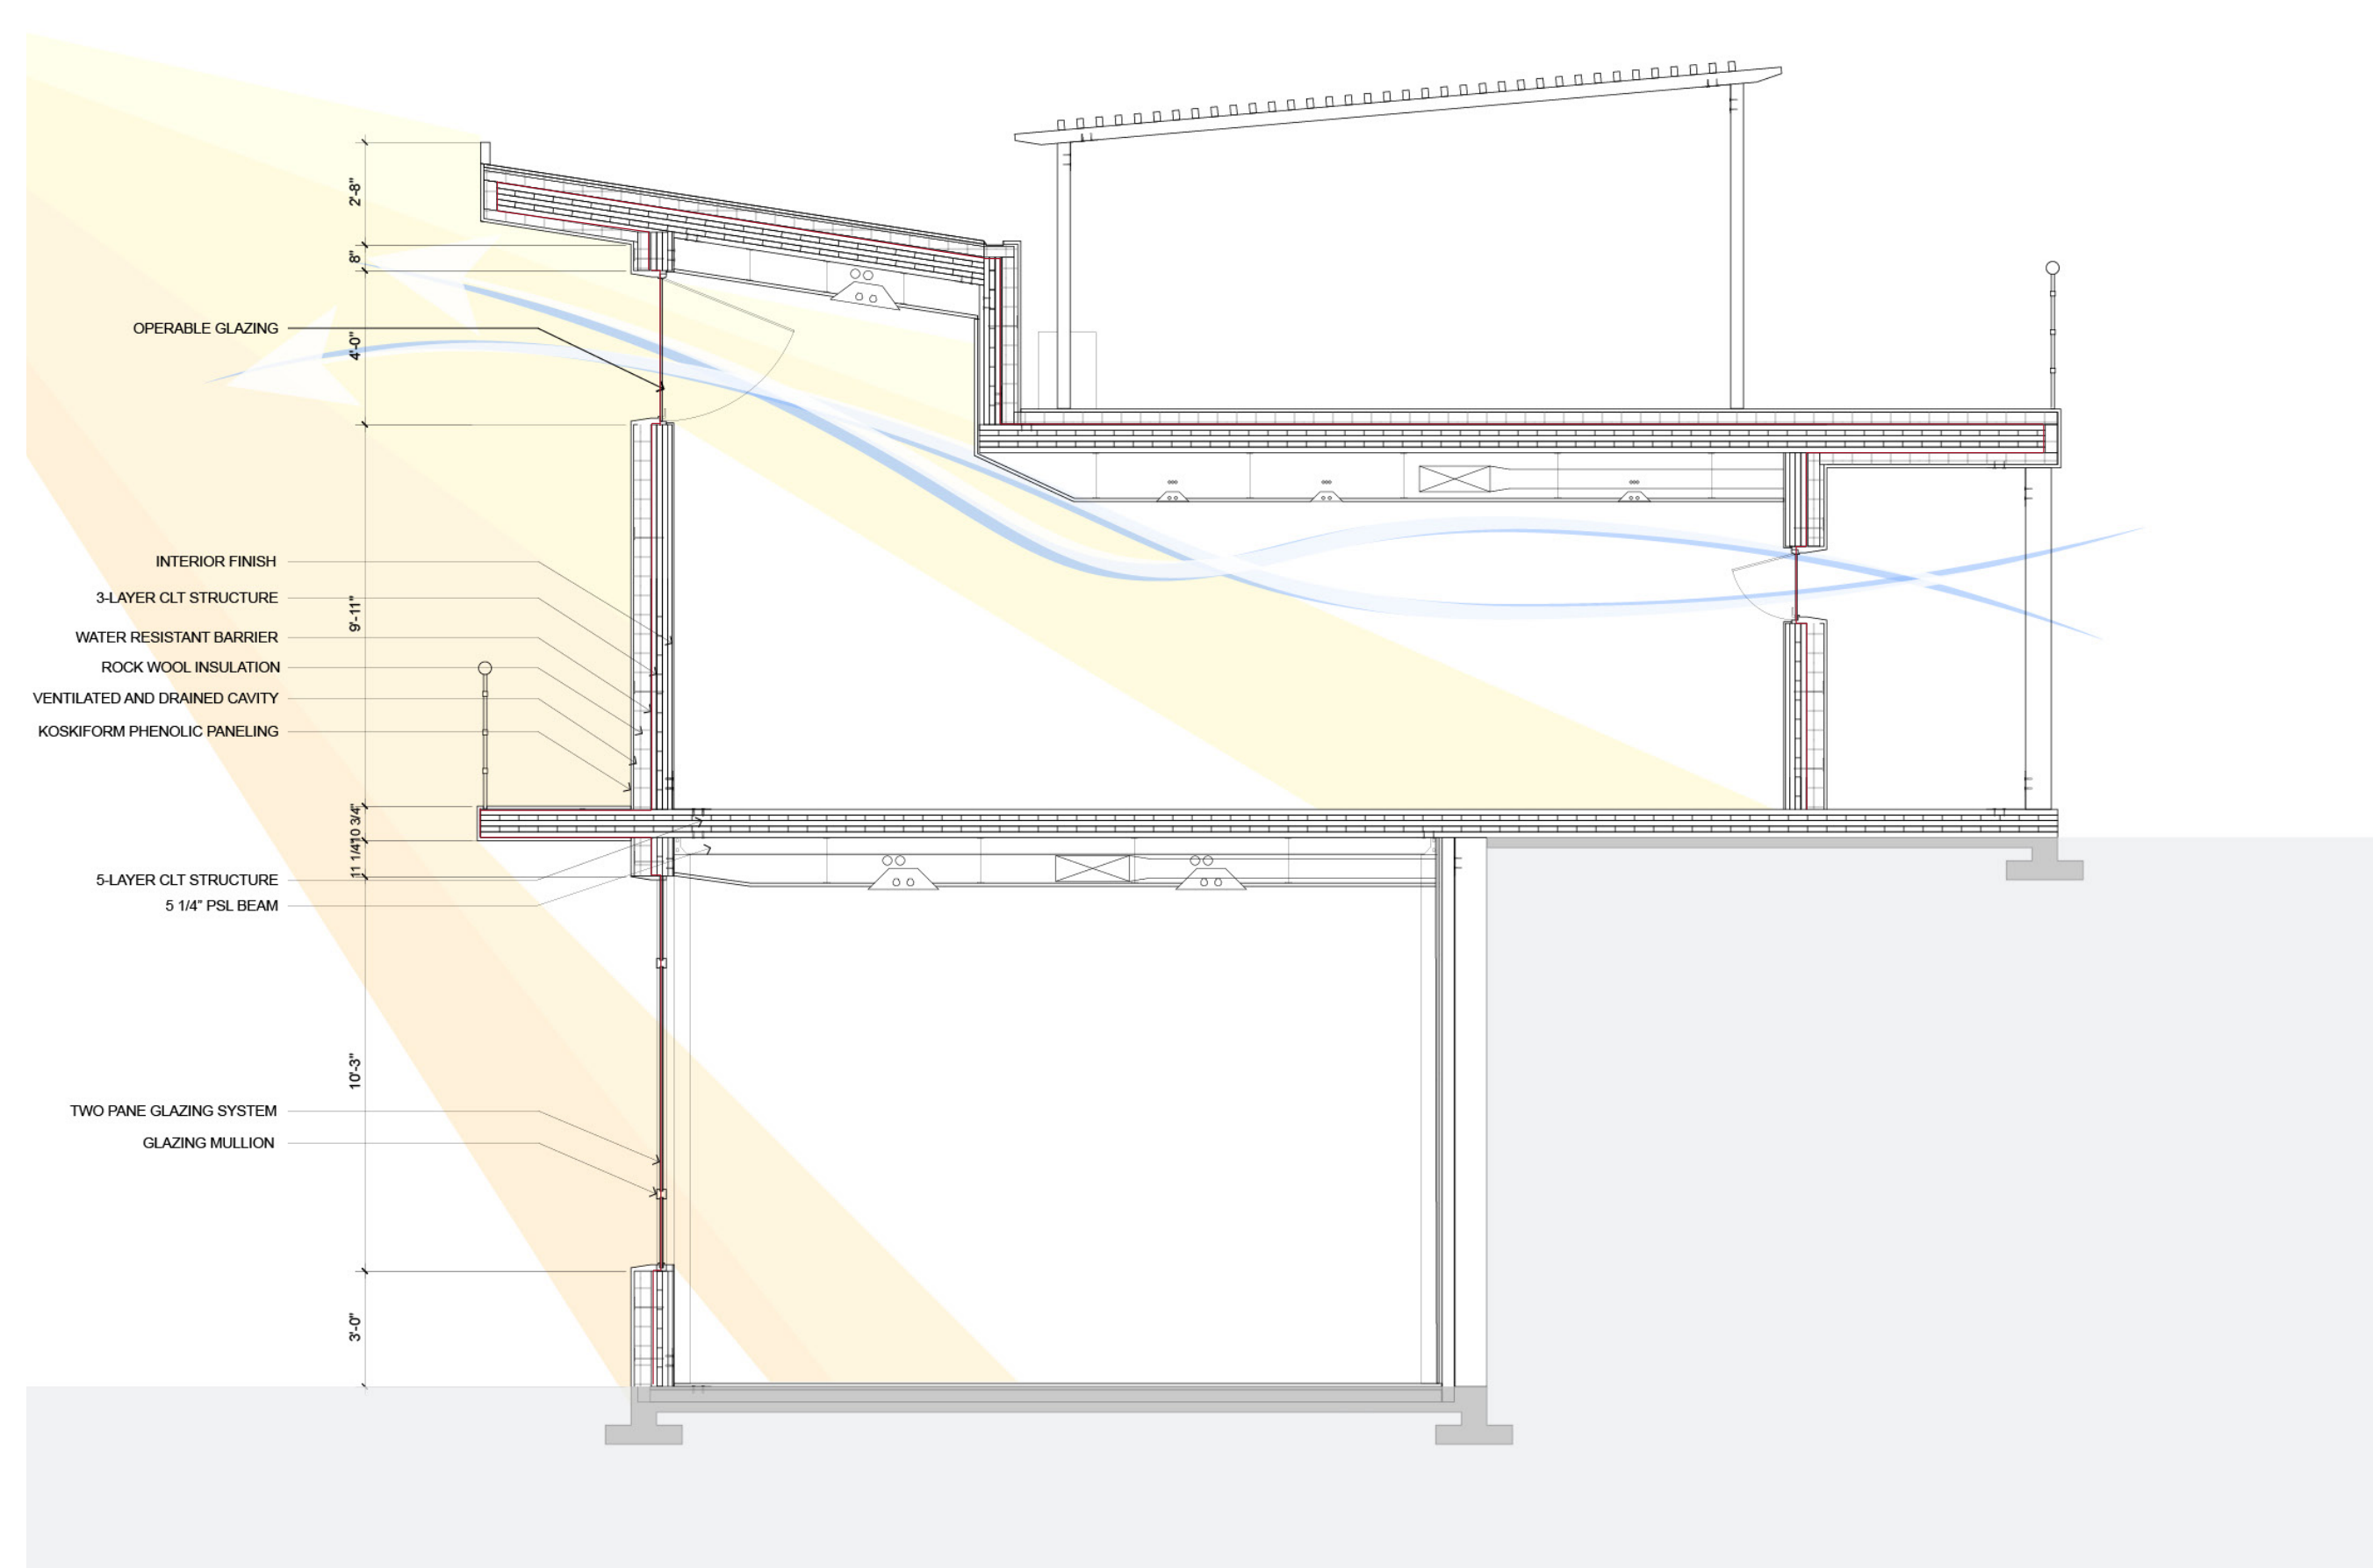 2'-8"
8"
OPERABLE GLAZING
4'-0"
INTERIOR FINISH
3-LAYER CLT STRUCTURE
9'-11"
WATER RESISTANT BARRIER
ROCK WOOL INSULATION
VENTILATED AND DRAINED CAVITY
KOSKIFORM PHENOLIC PANELING
10 3/4"
11 1/4"
5-LAYER CLT STRUCTURE
5 1/4" PSL BEAM
10'-3"
TWO PANE GLAZING SYSTEM
GLAZING MULLION
3'-0"